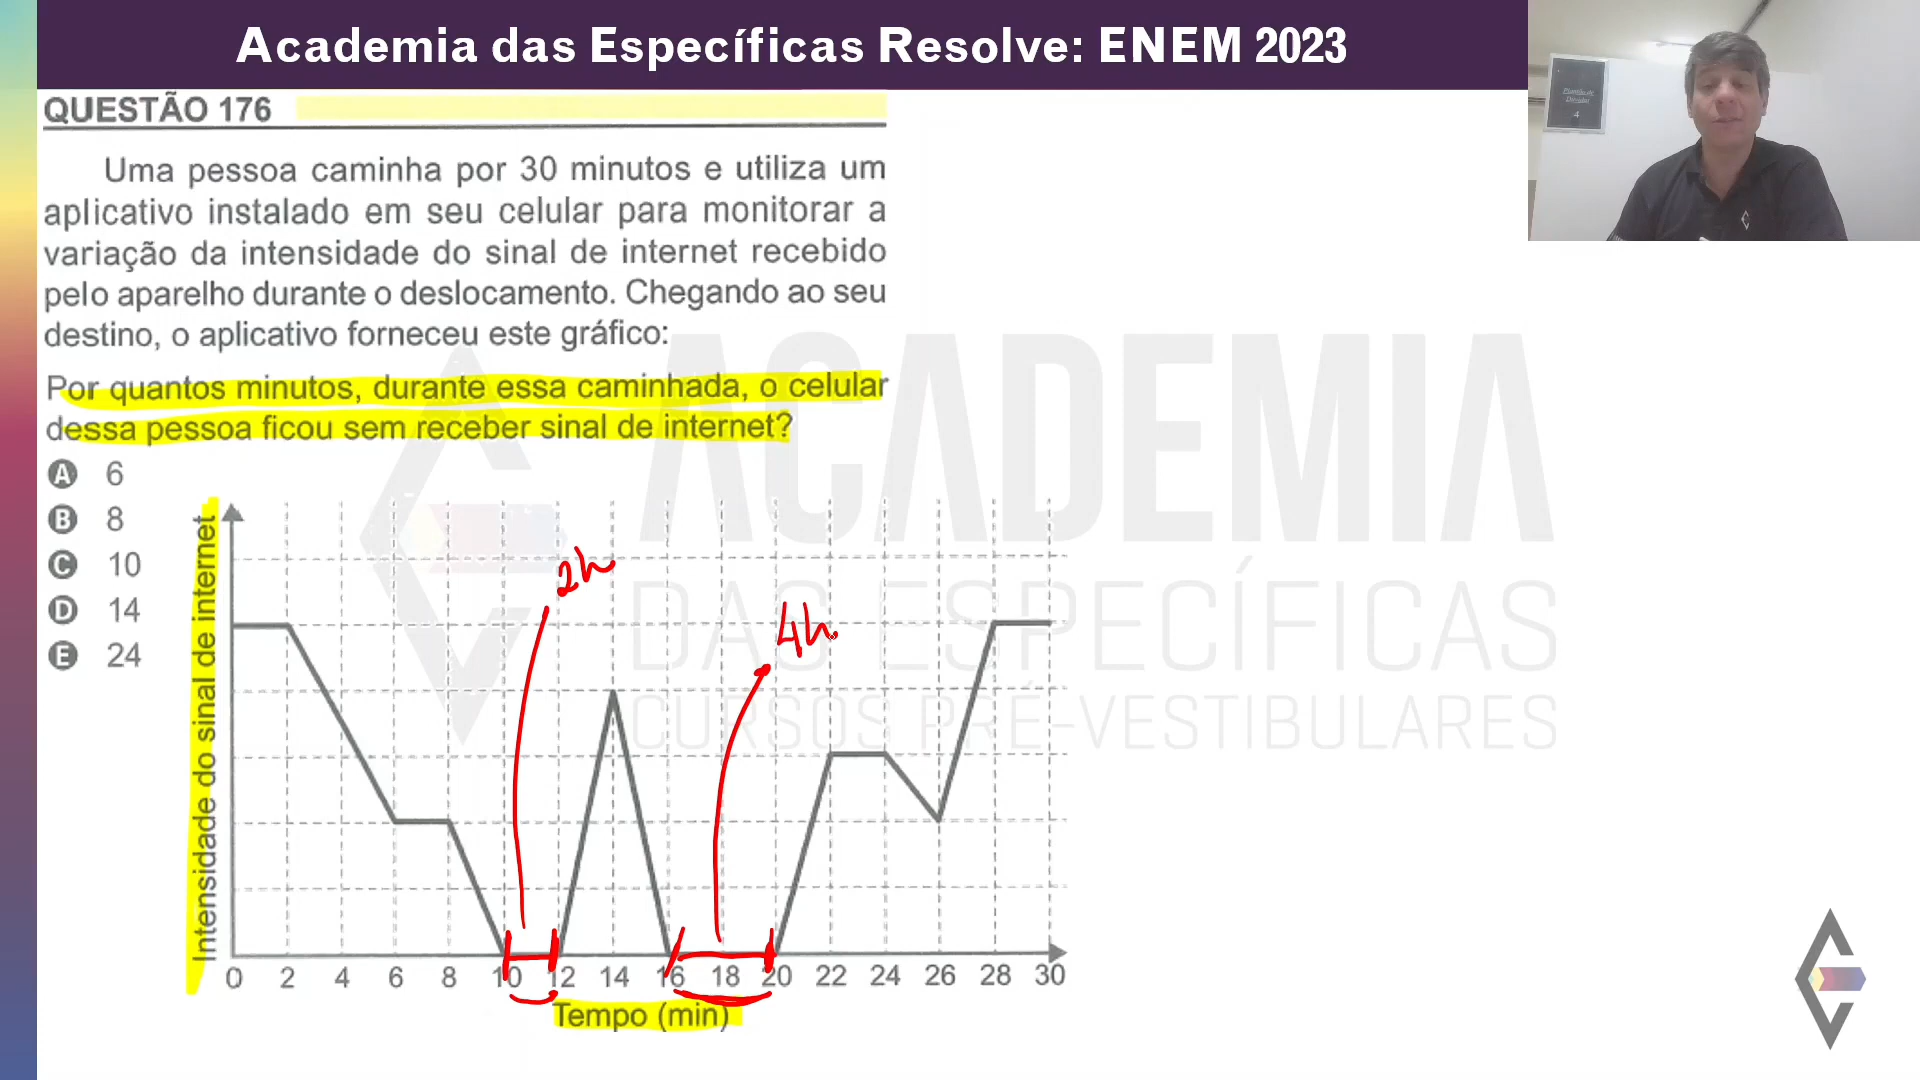 Academia das Específicas Resolve: ENEM 2023
QUESTÃO 176
Uma pessoa caminha por 30 minutos e utiliza um
aplicativo instalado em seu celular para monitorar a
variação da intensidade do sinal de internet recebido
pelo aparelho durante o deslocamento. Chegando ao seu
destino, o aplicativo forneceu este gráfico:
Por quantos minutos, durante essa caminhada, o celular
dessa pessoa ficou sem receber sinal de internet?
A 6
B 8
C 10
D 14
E 24
Intensidade do sinal de internet
2h
4h
0 2 4 6 8 10 12 14 16 18 20 22 24 26 28 30
Tempo (min)
ACADEMIA
DAS ESPECÍFICAS
CURSOS PRÉ-VESTIBULARES
Plantão de
Dúvidas
4